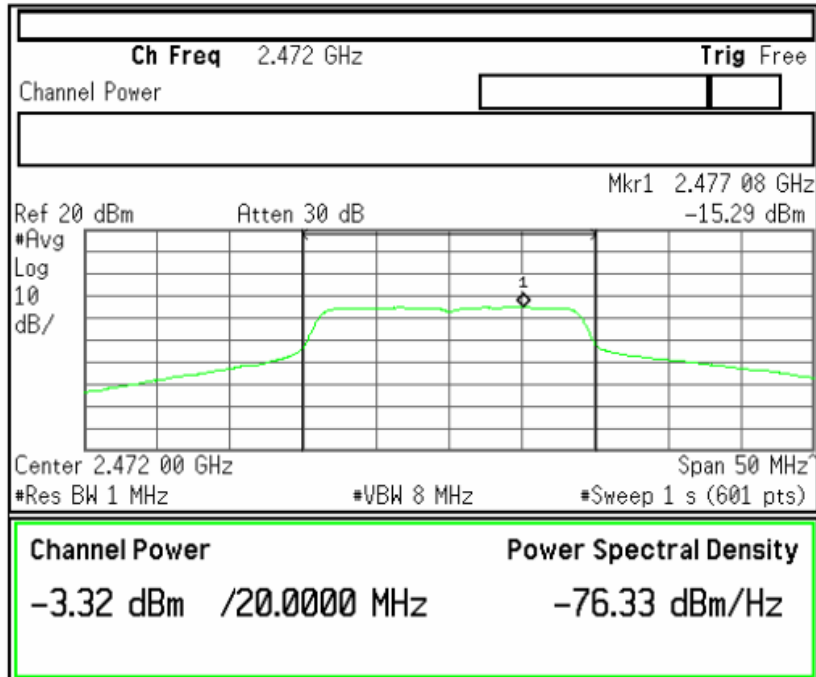 Ch Freq 2.472 GHz Trig Free
Channel Power
Mkr1 2.477 08 GHz
Ref 20 dBm Atten 30 dB -15.29 dBm
#Avg
Log
10
dB/
1
Center 2.472 00 GHz Span 50 MHz^
#Res BW 1 MHz #VBW 8 MHz #Sweep 1 s (601 pts)
Channel Power Power Spectral Density
-3.32 dBm /20.0000 MHz -76.33 dBm/Hz